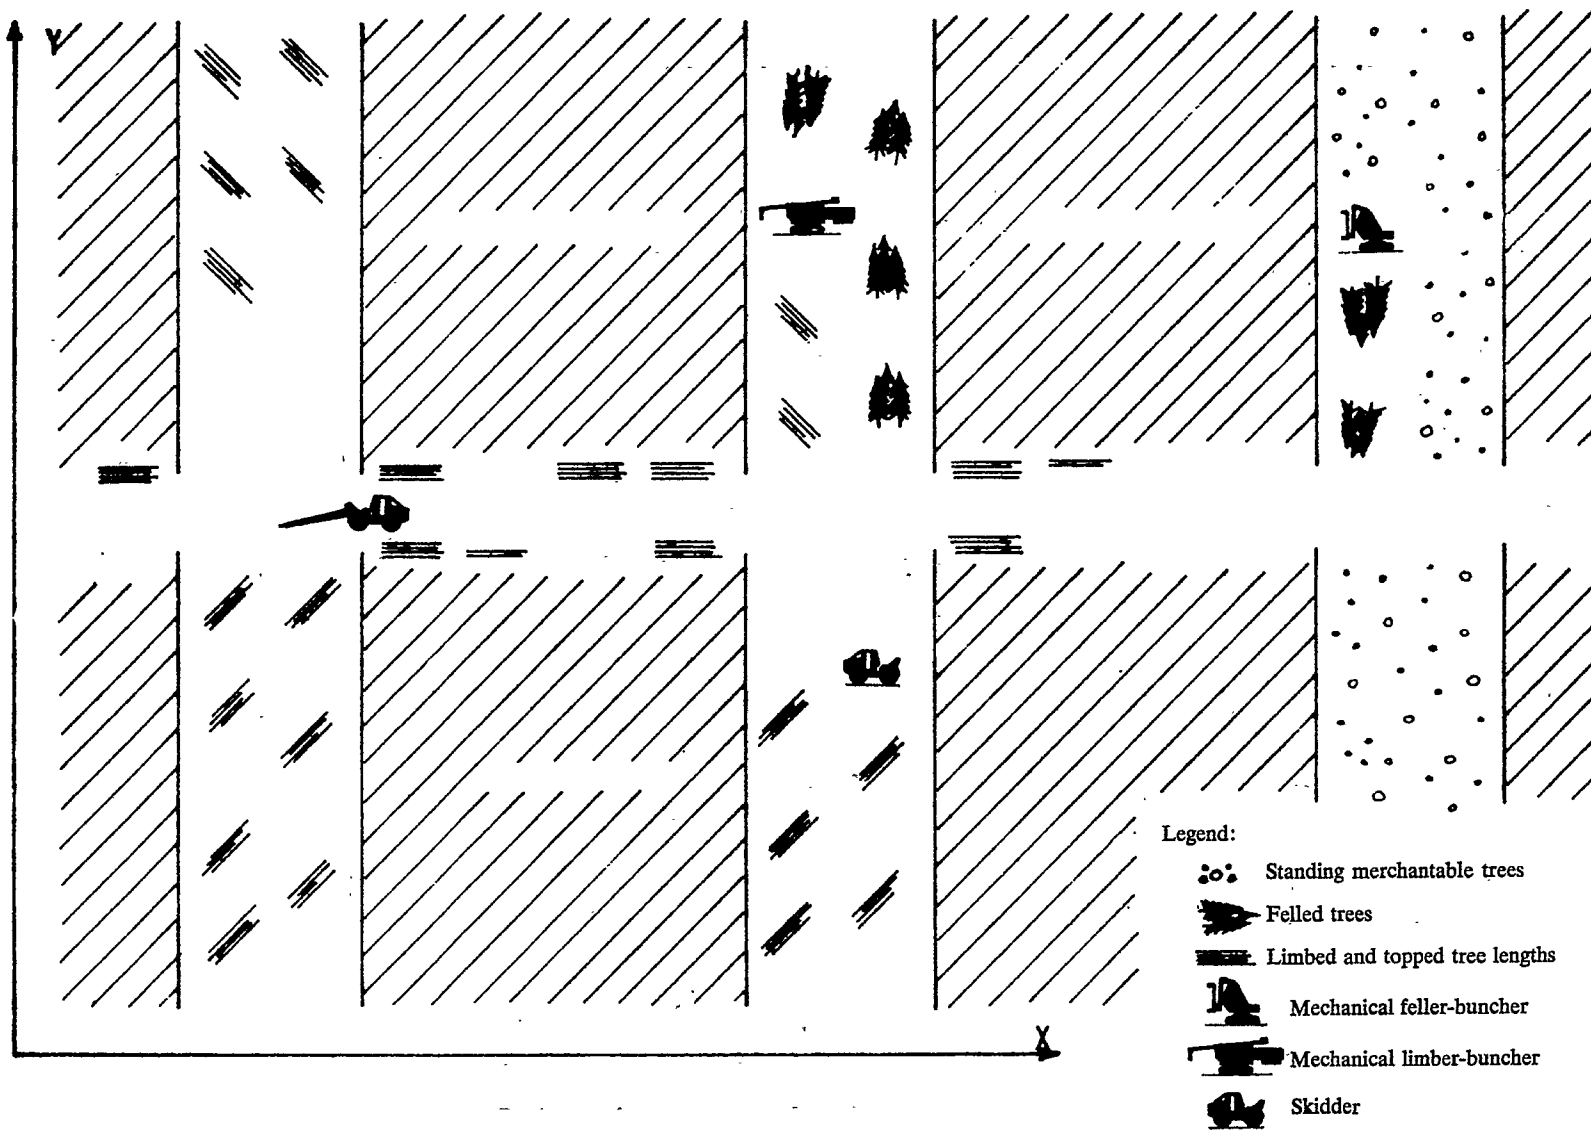 Y
X
Legend:
Standing merchantable trees
Felled trees
Limbed and topped tree lengths
Mechanical feller-buncher
Mechanical limber-buncher
Skidder